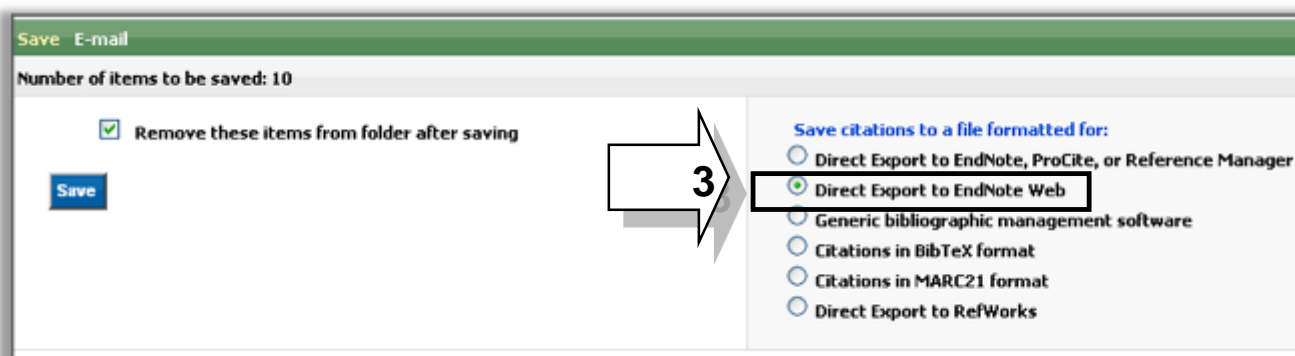 Save E-mail
Number of items to be saved: 10
Remove these items from folder after saving
Save
3
Save citations to a file formatted for:
Direct Export to EndNote, ProCite, or Reference Manager
Direct Export to EndNote Web
Generic bibliographic management software
Citations in BibTeX format
Citations in MARC21 format
Direct Export to RefWorks